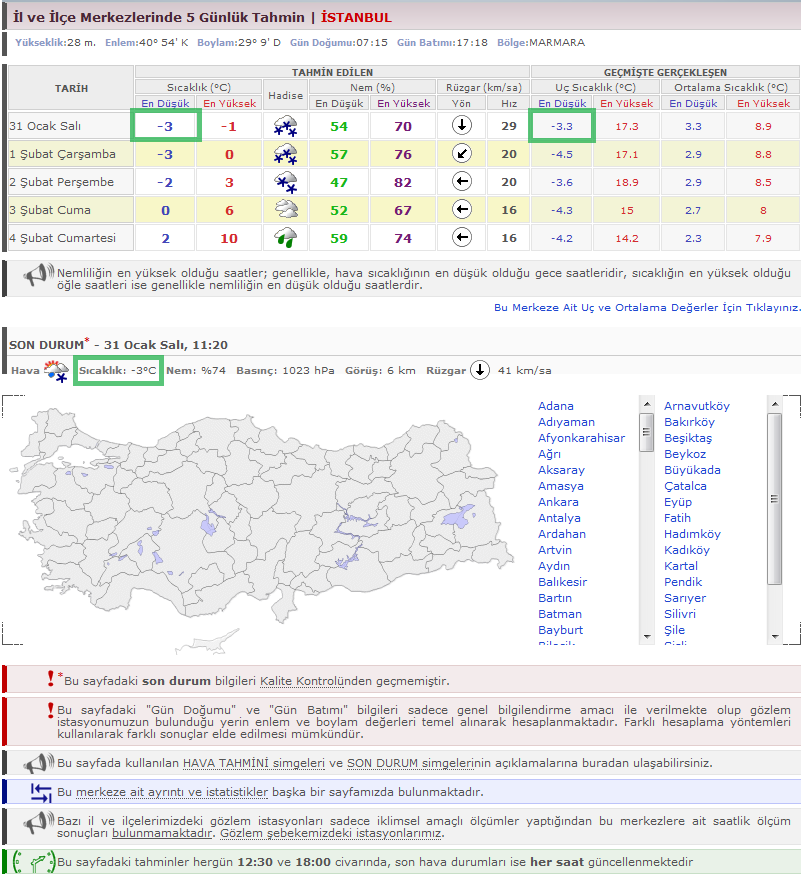 İl ve İlçe Merkezlerinde 5 Günlük Tahmin | İSTANBUL
Yükseklik:28 m. Enlem:40° 54' K Boylam:29° 9' D Gün Doğumu:07:15 Gün Batımı:17:18 Bölge:MARMARA
TARİH TAHMİN EDİLEN GEÇMİŞTE GERÇEKLEŞEN
Sıcaklık (°C) Hadise Nem (%) Rüzgar (km/sa) Uç Sıcaklık (°C) Ortalama Sıcaklık (°C)
En Düşük En Yüksek En Düşük En Yüksek Yön Hız En Düşük En Yüksek En Düşük En Yüksek
31 Ocak Salı -3 -1 54 70 29 -3.3 17.3 3.3 8.9
1 Şubat Çarşamba -3 0 57 76 20 -4.5 17.1 2.9 8.8
2 Şubat Perşembe -2 3 47 82 20 -3.6 18.9 2.9 8.5
3 Şubat Cuma 0 6 52 67 16 -4.3 15 2.7 8
4 Şubat Cumartesi 2 10 59 74 16 -4.2 14.2 2.3 7.9
Nemliliğin en yüksek olduğu saatler; genellikle, hava sıcaklığının en düşük olduğu gece saatleridir, sıcaklığın en yüksek olduğu
öğle saatleri ise genellikle nemliliğin en düşük olduğu saatlerdir.
Bu Merkeze Ait Uç ve Ortalama Değerler İçin Tıklayınız.
SON DURUM* - 31 Ocak Salı, 11:20
Hava Sıcaklık: -3°C Nem: %74 Basınç: 1023 hPa Görüş: 6 km Rüzgar 41 km/sa
Adana Arnavutköy
Adıyaman Bakırköy
Afyonkarahisar Beşiktaş
Ağrı Beykoz
Aksaray Büyükada
Amasya Çatalca
Ankara Eyüp
Antalya Fatih
Ardahan Hadımköy
Artvin Kadıköy
Aydın Kartal
Balıkesir Pendik
Bartın Sarıyer
Batman Silivri
Bayburt Şile
Bilecik Şişli
*Bu sayfadaki son durum bilgileri Kalite Kontrolünden geçmemiştir.
Bu sayfadaki "Gün Doğumu" ve "Gün Batımı" bilgileri sadece genel bilgilendirme amacı ile verilmekte olup gözlem
istasyonumuzun bulunduğu yerin enlem ve boylam değerleri temel alınarak hesaplanmaktadır. Farklı hesaplama yöntemleri
kullanılarak farklı sonuçlar elde edilmesi mümkündür.
Bu sayfada kullanılan HAVA TAHMİNİ simgeleri ve SON DURUM simgelerinin açıklamalarına buradan ulaşabilirsiniz.
Bu merkeze ait ayrıntı ve istatistikler başka bir sayfamızda bulunmaktadır.
Bazı il ve ilçelerimizdeki gözlem istasyonları sadece iklimsel amaçlı ölçümler yaptığından bu merkezlere ait saatlik ölçüm
sonuçları bulunmamaktadır. Gözlem şebekemizdeki istasyonlarımız.
Bu sayfadaki tahminler hergün 12:30 ve 18:00 civarında, son hava durumları ise her saat güncellenmektedir